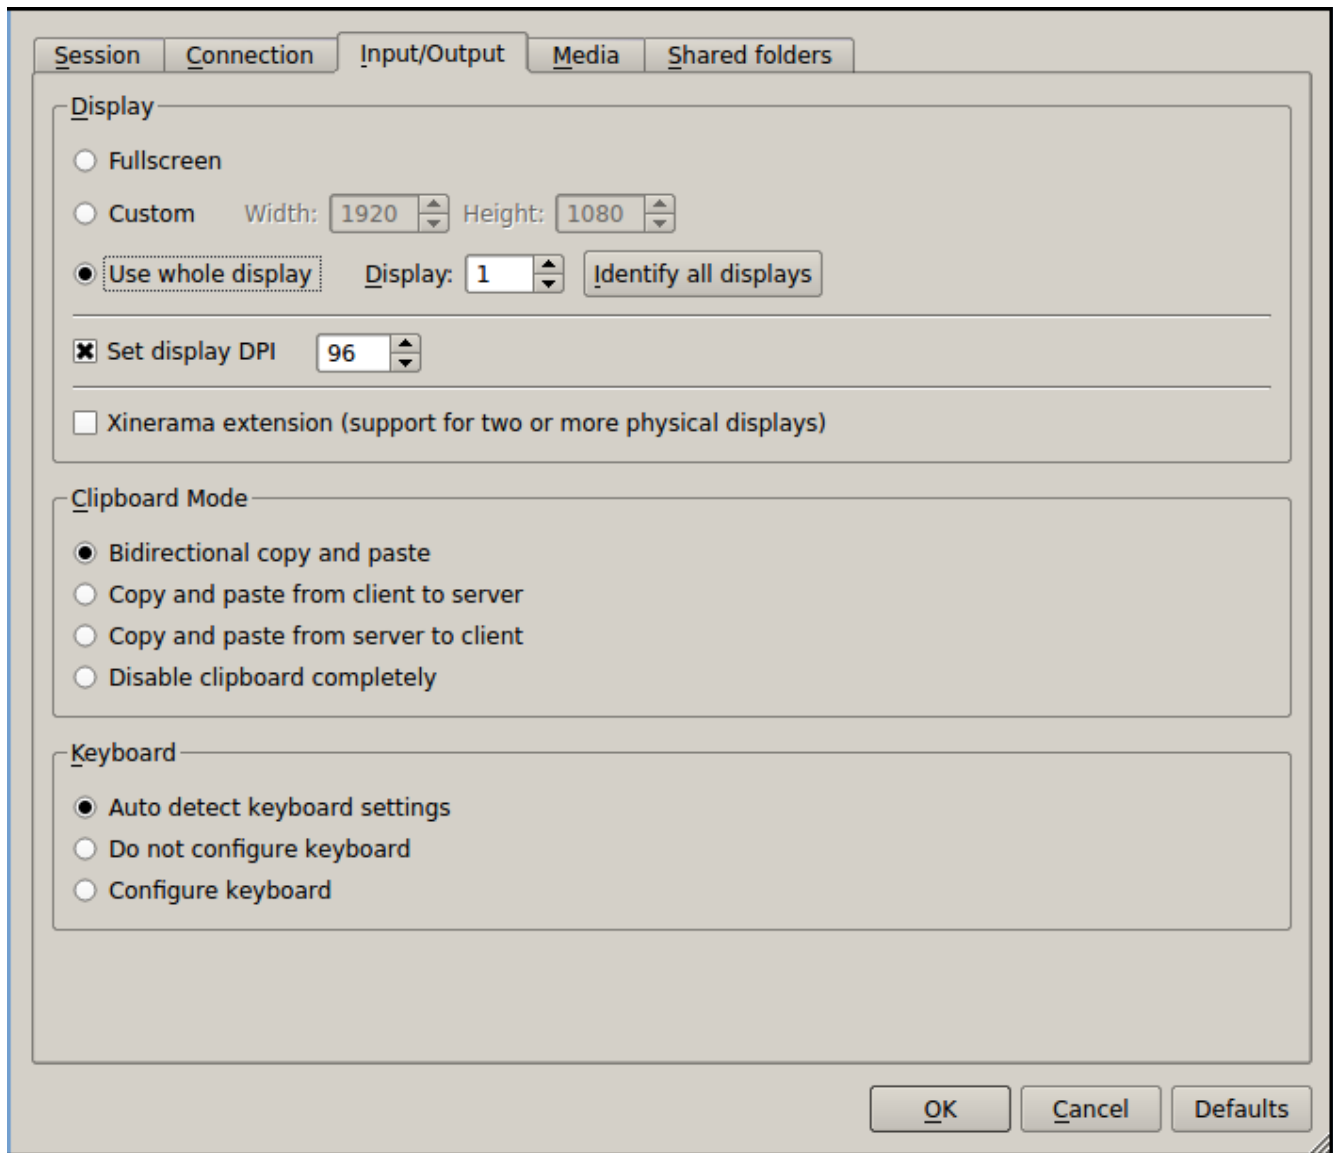 Session Connection Input/Output Media Shared folders
Display
Fullscreen
Custom Width: 1920 Height: 1080
Use whole display Display: 1 Identify all displays
Set display DPI 96
Xinerama extension (support for two or more physical displays)
Clipboard Mode
Bidirectional copy and paste
Copy and paste from client to server
Copy and paste from server to client
Disable clipboard completely
Keyboard
Auto detect keyboard settings
Do not configure keyboard
Configure keyboard
OK Cancel Defaults